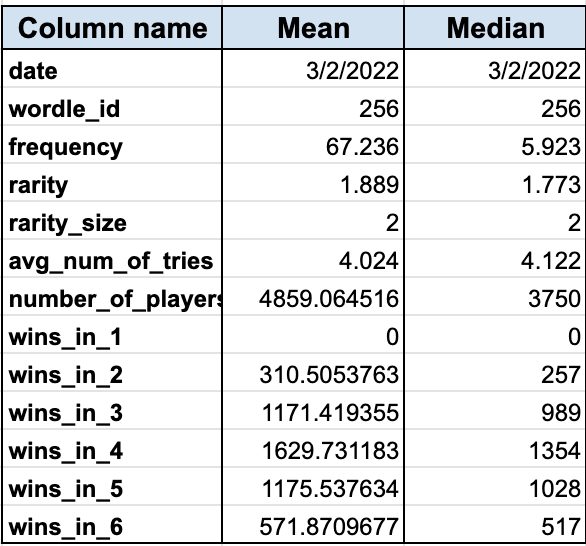 Column name Mean Median
date 3/2/2022 3/2/2022
wordle_id 256 256
frequency 67.236 5.923
rarity 1.889 1.773
rarity_size 2 2
avg_num_of_tries 4.024 4.122
number_of_players 4859.064516 3750
wins_in_1 0 0
wins_in_2 310.5053763 257
wins_in_3 1171.419355 989
wins_in_4 1629.731183 1354
wins_in_5 1175.537634 1028
wins_in_6 571.8709677 517